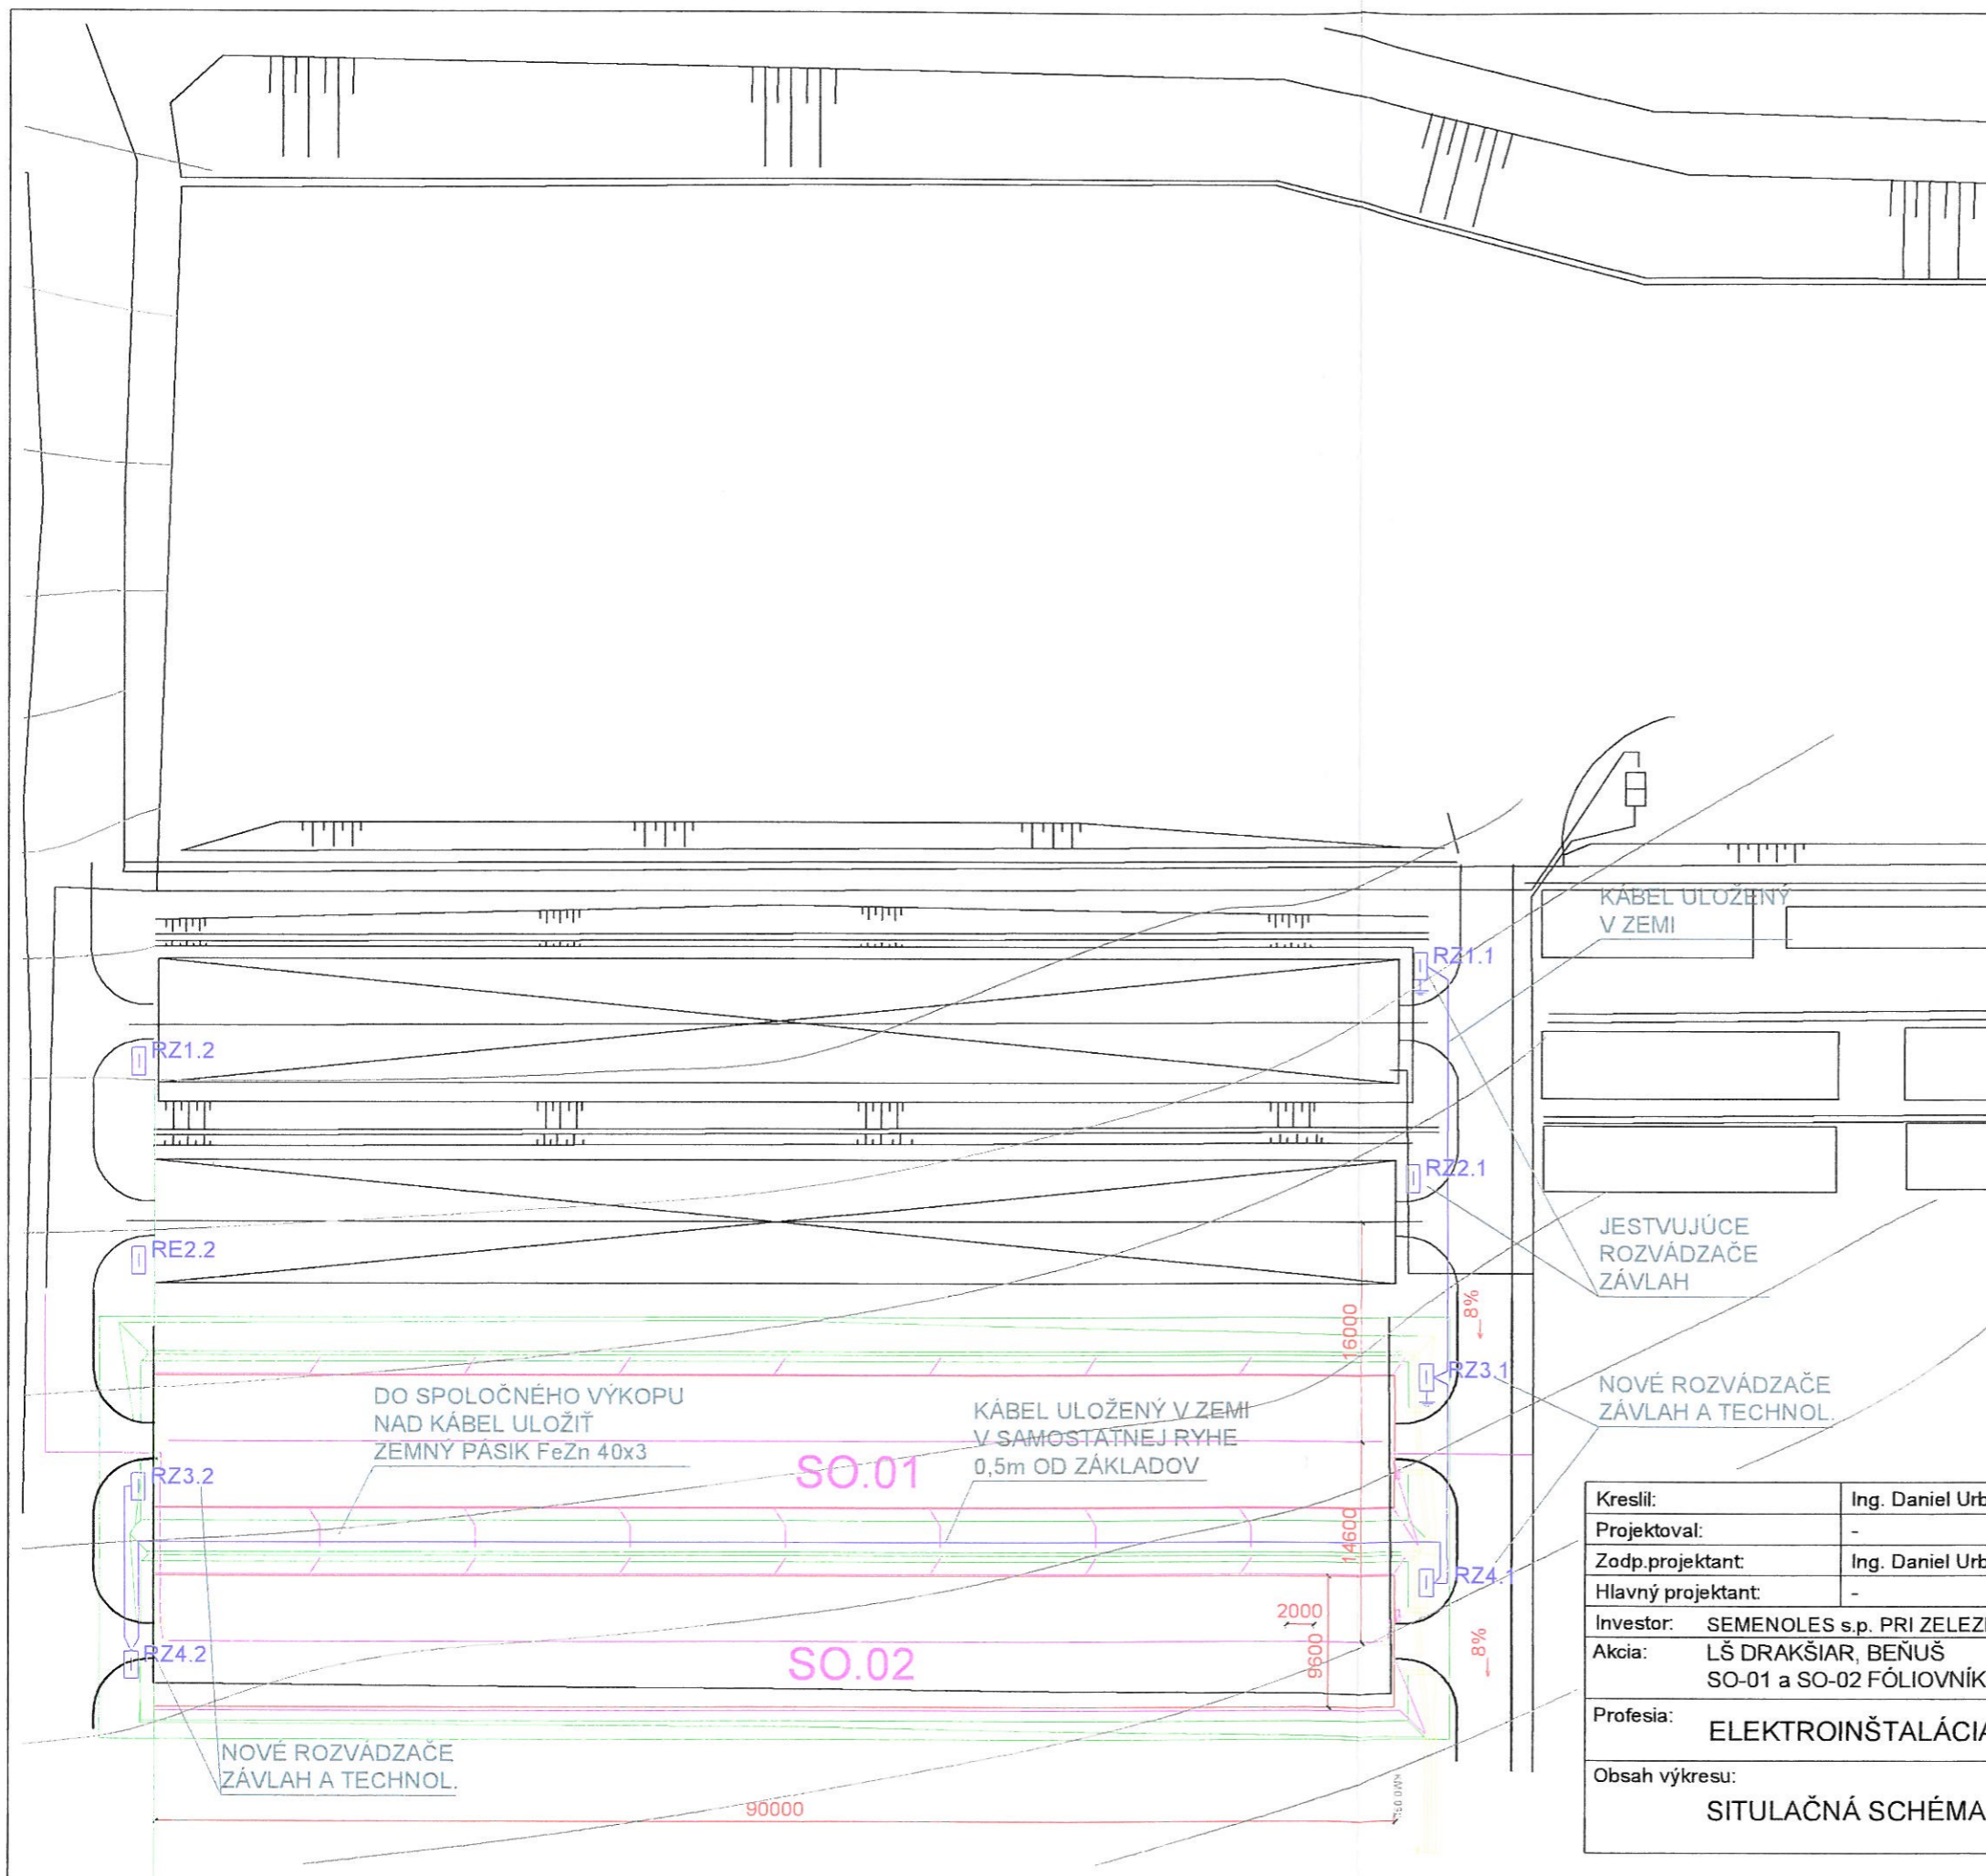 KÁBEL ULOŽENÝ
V ZEMI
RZ1.1
RZ1.2
RZ2.1
RE2.2
JESTVUJÚCE
ROZVÁDZAČE
ZÁVLAH
16000
8%
RZ3.1
NOVÉ ROZVÁDZAČE
ZÁVLAH A TECHNOL.
DO SPOLOČNÉHO VÝKOPU
NAD KÁBEL ULOŽIŤ
ZEMNÝ PÁSIK FeZn 40x3
KÁBEL ULOŽENÝ V ZEMI
V SAMOSTATNEJ RYHE
0,5m OD ZÁKLADOV
SO.01
RZ3.2
14600
RZ4.1
2000
9600
8%
SO.02
RZ4.2
NOVÉ ROZVÁDZAČE
ZÁVLAH A TECHNOL.
90000
Kreslil: Ing. Daniel Urb
Projektoval: -
Zodp.projektant: Ing. Daniel Urb
Hlavný projektant: -
Investor: SEMENOLES s.p. PRI ZELEZ
Akcia: LŠ DRAKŠIAR, BEŇUŠ
SO-01 a SO-02 FÓLIOVNÍK
Profesia: ELEKTROINŠTALÁCIA
Obsah výkresu:
SITULAČNÁ SCHÉMA